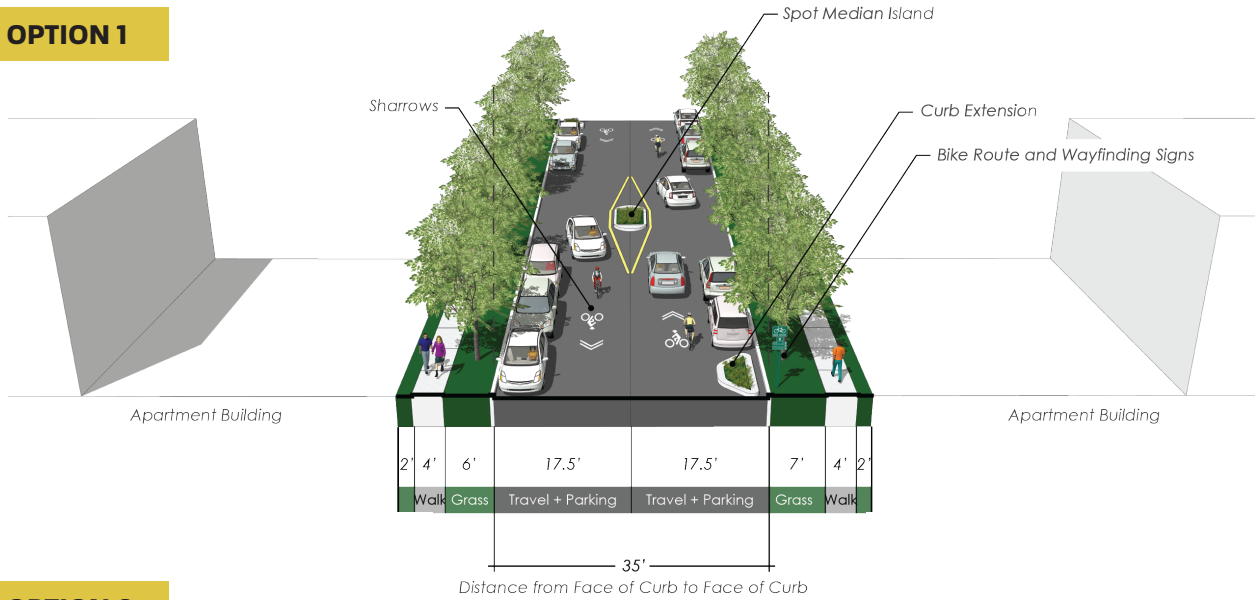 OPTION 1
Spot Median Island
Sharrows
Curb Extension
Bike Route and Wayfinding Signs
Apartment Building
Apartment Building
2' 4' 6' 17.5' 17.5' 7' 4' 2'
Walk Grass Travel + Parking Travel + Parking Grass Walk
35'
Distance from Face of Curb to Face of Curb